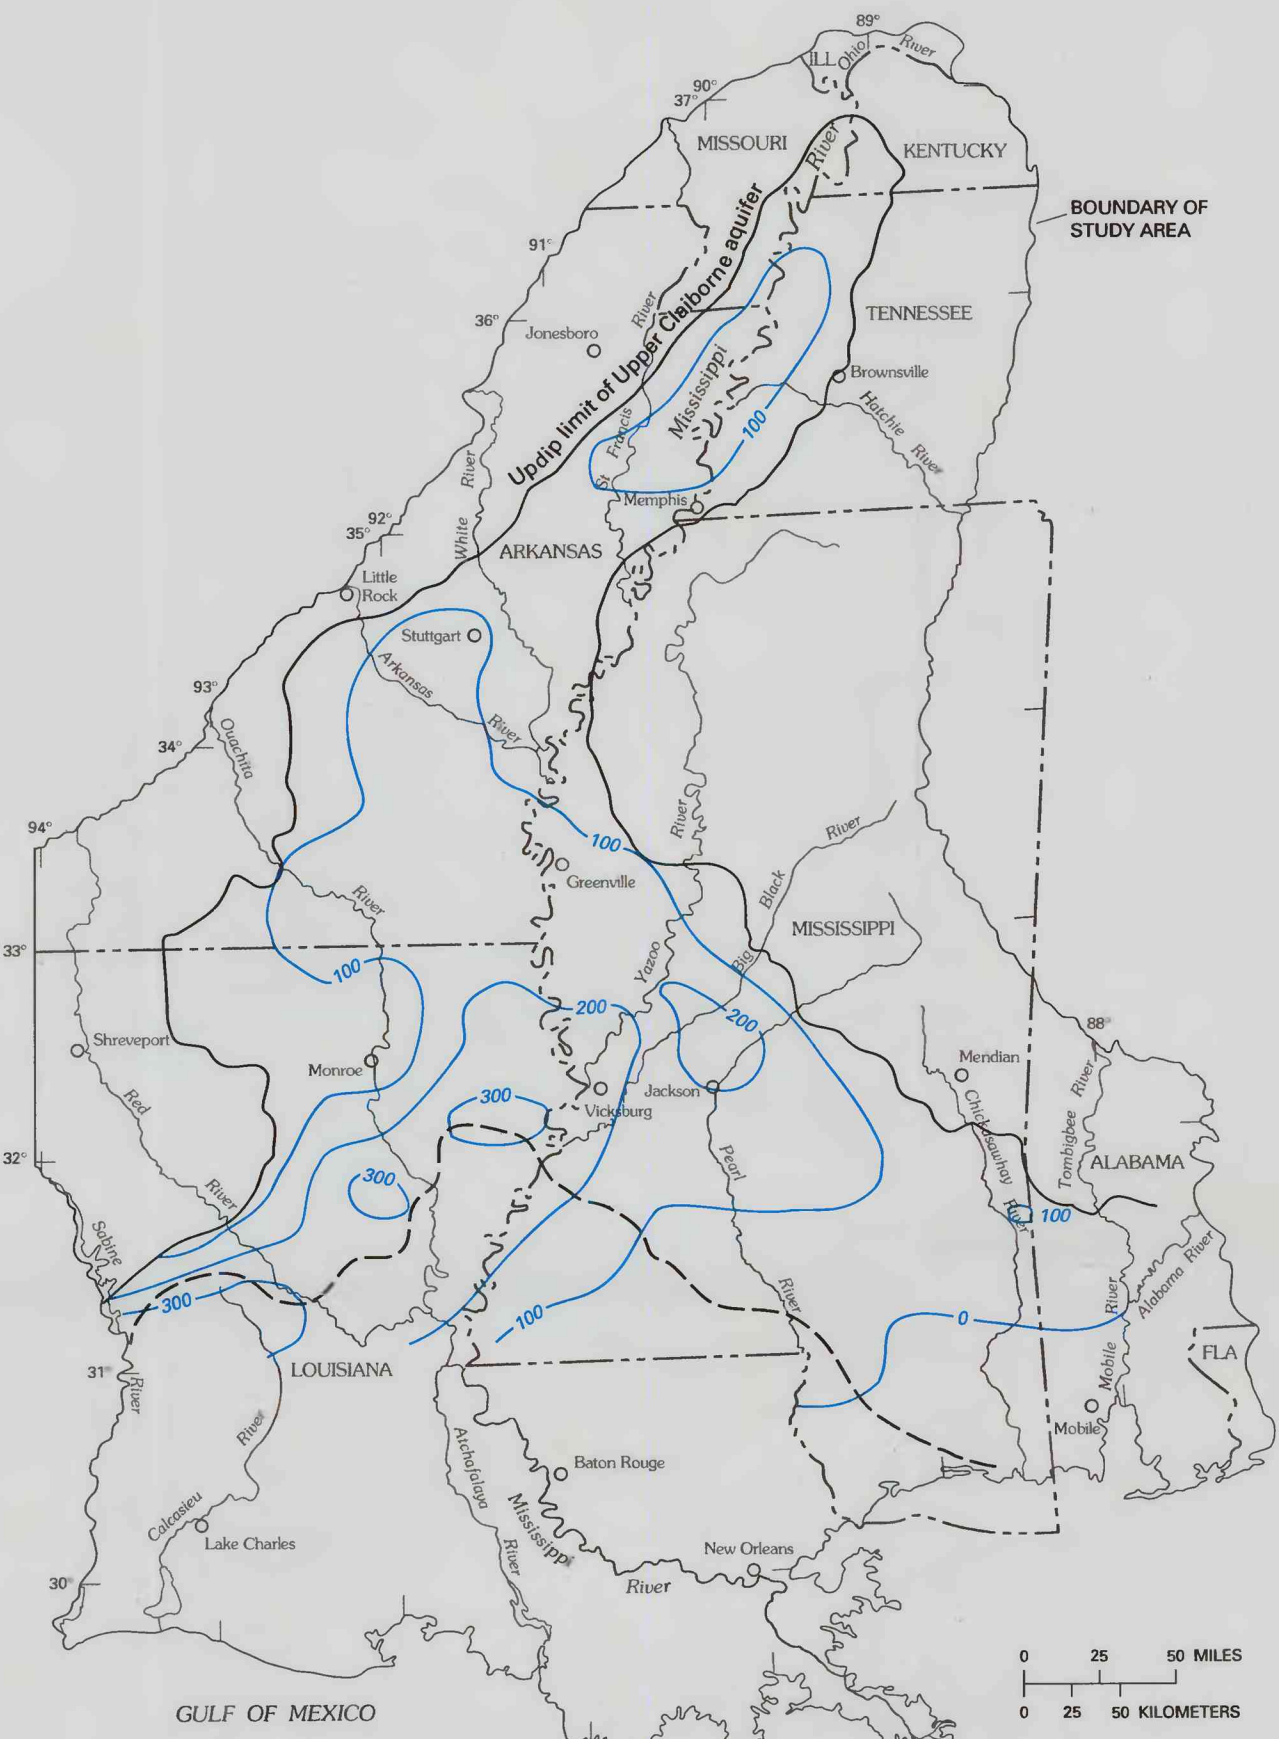 89°
ILL
Ohio
River
90°
37°
MISSOURI
River
KENTUCKY
BOUNDARY OF
STUDY AREA
91°
Updip limit of Upper Claiborne aquifer
36°
Jonesboro
River
TENNESSEE
Mississippi
Brownsville
Hatchie
River
100
St
Francis
White
River
Memphis
92°
35°
ARKANSAS
Little
Rock
Stuttgart
Arkansas
River
93°
34°
Ouachita
River
94°
100
Greenville
River
River
Black
Big
MISSISSIPPI
Yazoo
33°
100
200
200
88°
Shreveport
Monroe
Meridian
Red
River
300
Vicksburg
Jackson
Chickasawhay
River
Tombigbee
River
ALABAMA
32°
300
Pearl
River
100
Sabine
River
300
100
0
Mobile
River
Alabama River
FLA
31°
LOUISIANA
River
Calcasieu
Atchafalaya
River
Baton Rouge
Mississippi
River
Mobile
Lake Charles
New Orleans
30°
GULF OF MEXICO
0 25 50 MILES
0 25 50 KILOMETERS